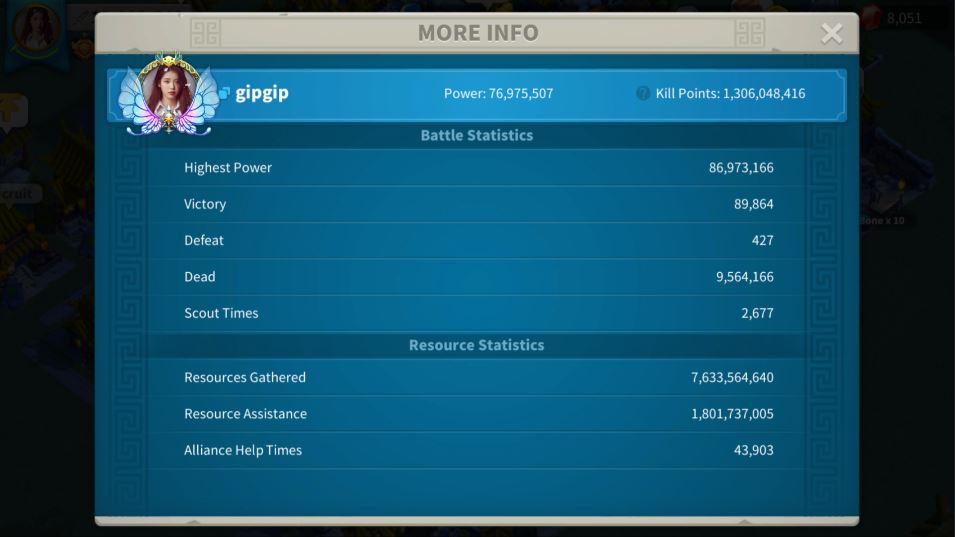 8,051
MORE INFO
gipgip
Power: 76,975,507
Kill Points: 1,306,048,416
Battle Statistics
Highest Power 86,973,166
Victory 89,864
Defeat 427
Dead 9,564,166
Scout Times 2,677
Resource Statistics
Resources Gathered 7,633,564,640
Resource Assistance 1,801,737,005
Alliance Help Times 43,903
cruit
one x 10